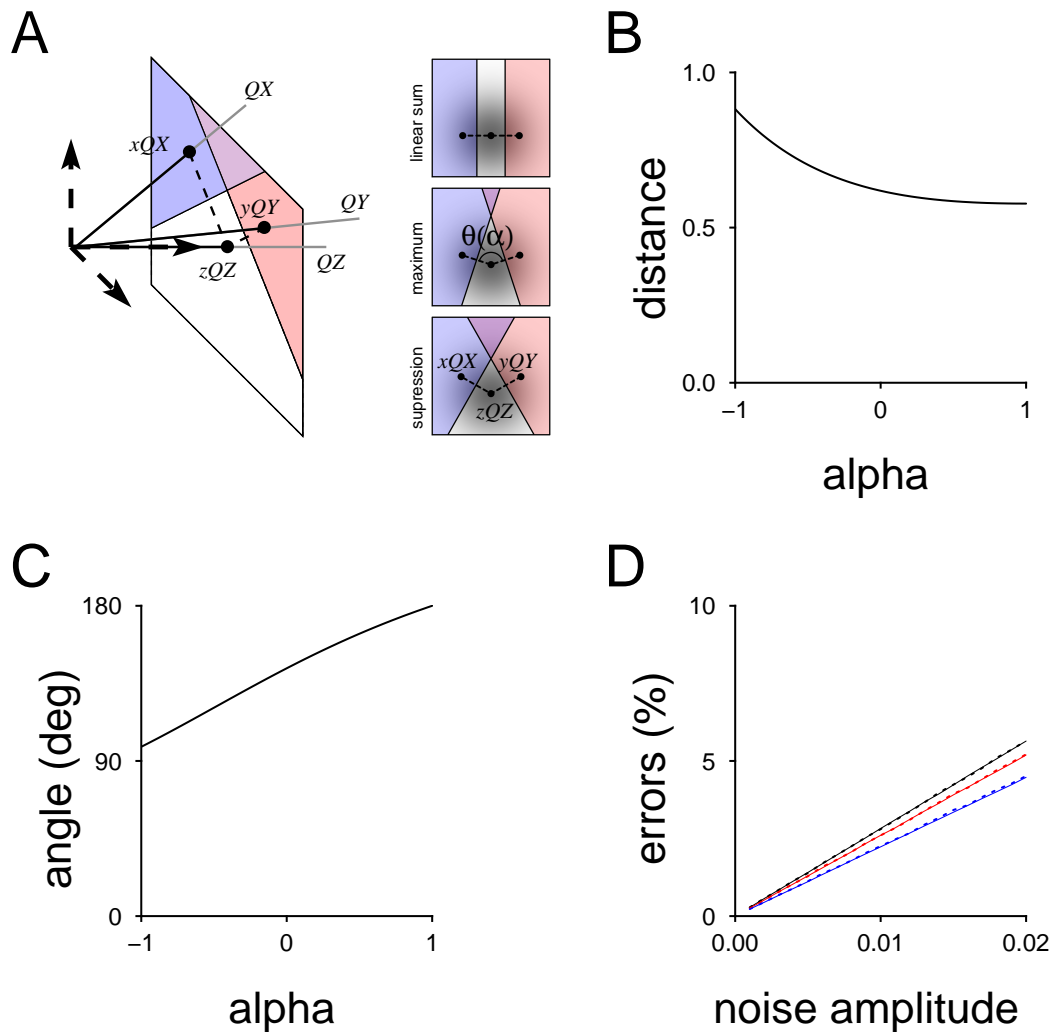 A
QX
xQX
yQY
QY
zQZ
QZ
linear sum
maximum
θ(α)
supression
xQX
yQY
zQZ
B
distance
1.0
0.5
0.0
−1
0
1
alpha
C
angle (deg)
180
90
0
−1
0
1
alpha
D
errors (%)
10
5
0
0.00
0.01
0.02
noise amplitude